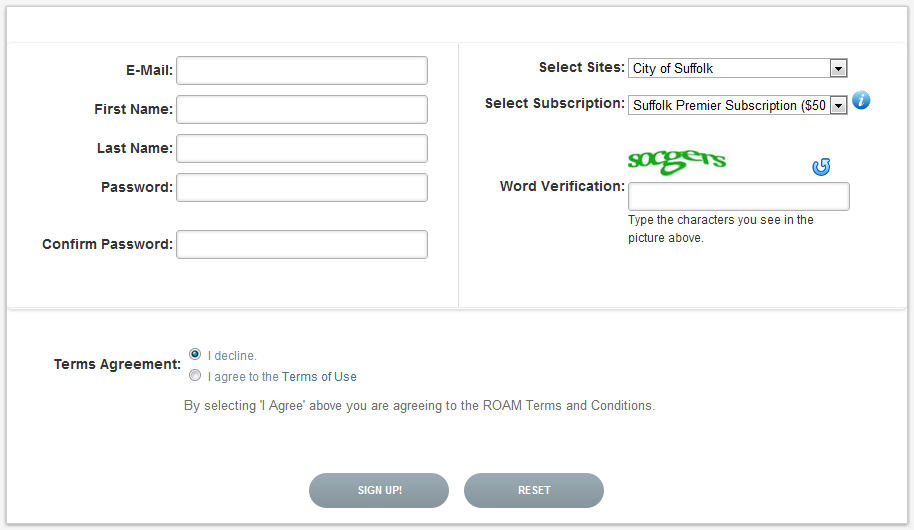 E-Mail:
First Name:
Last Name:
Password:
Confirm Password:
Select Sites: City of Suffolk
Select Subscription: Suffolk Premier Subscription ($50
socgers
Word Verification:
Type the characters you see in the
picture above.
Terms Agreement:
I decline.
I agree to the Terms of Use
By selecting 'I Agree' above you are agreeing to the ROAM Terms and Conditions.
SIGN UP! RESET